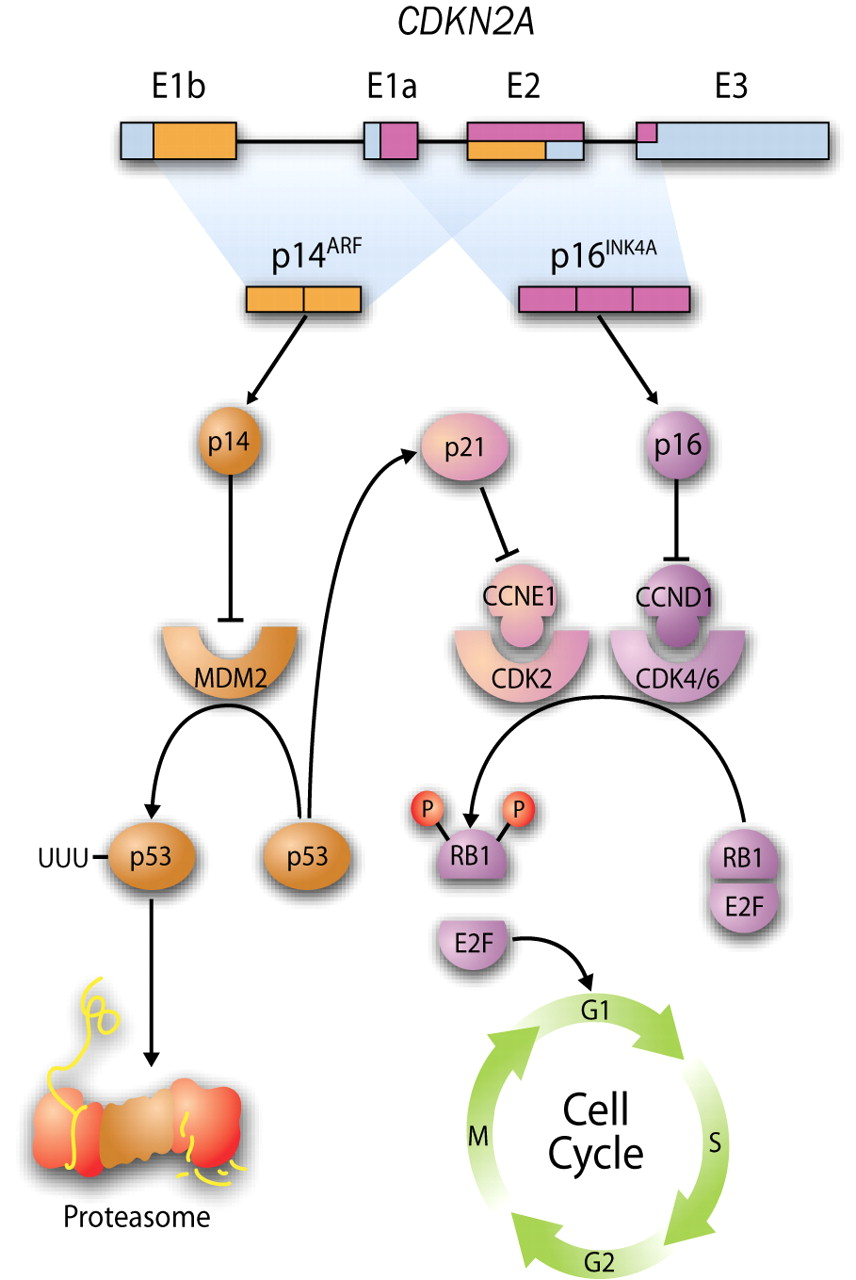 CDKN2A
E1b
E1a
E2
E3
p14ARF
p16INK4A
p14
p21
p16
CCNE1
CCND1
MDM2
CDK2
CDK4/6
P
P
UUU
p53
p53
RB1
RB1
E2F
E2F
G1
Cell
Cycle
M
S
G2
Proteasome